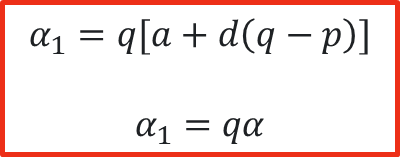 α₁ = q[a + d(q − p)]
α₁ = qα